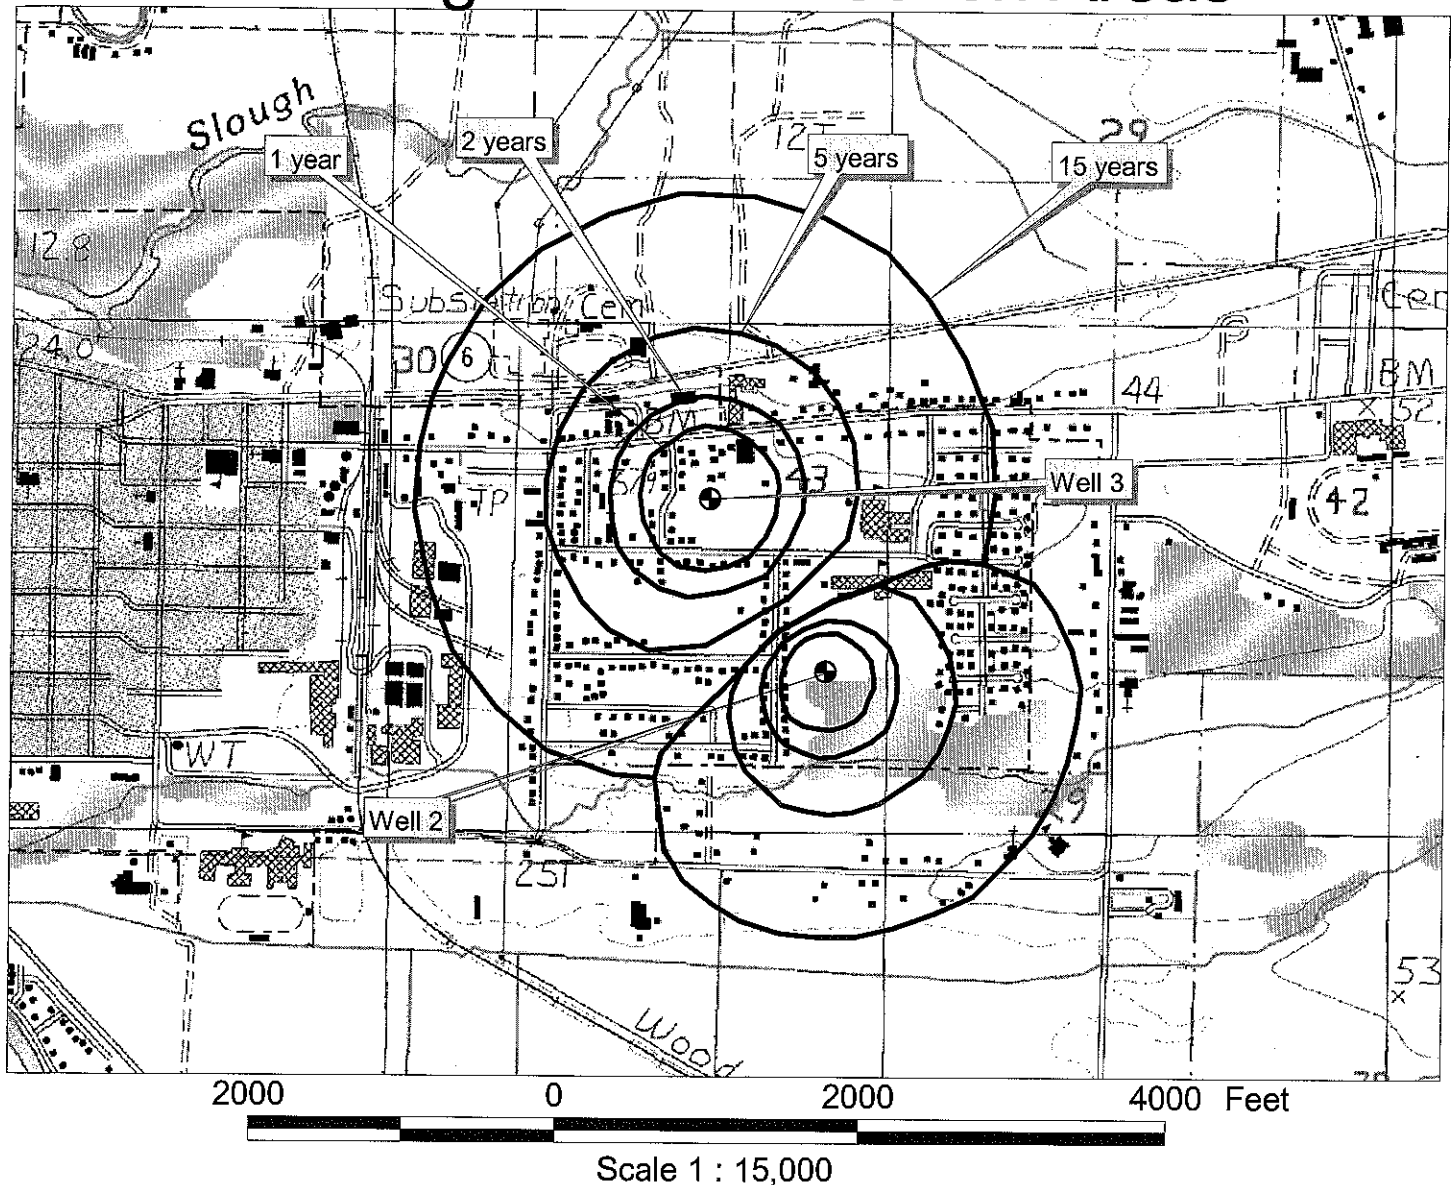 Slough
1 year
2 years
5 years
15 years
29
12.8
Substation
Cem
Cem
24.0
30
6
44
BM
52
BM
43
Well 3
TP
42
WT
Well 2
Wood
53
2000 0 2000 4000 Feet
Scale 1 : 15,000